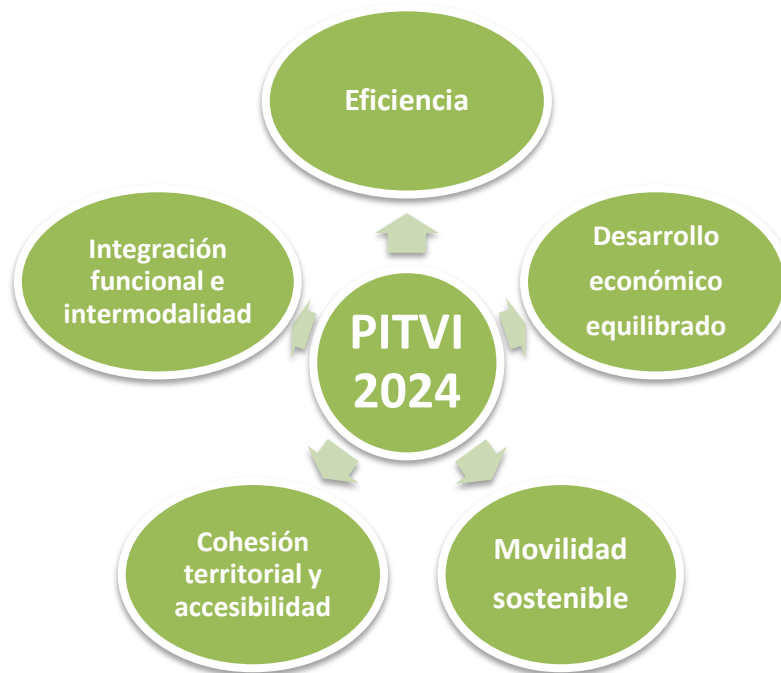 Eficiencia
Desarrollo
económico
equilibrado
Integración
funcional e
intermodalidad
PITVI
2024
Cohesión
territorial y
accesibilidad
Movilidad
sostenible